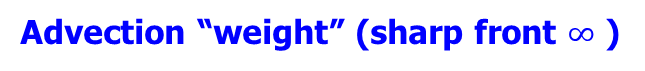 Advection “weight” (sharp front ∞ )